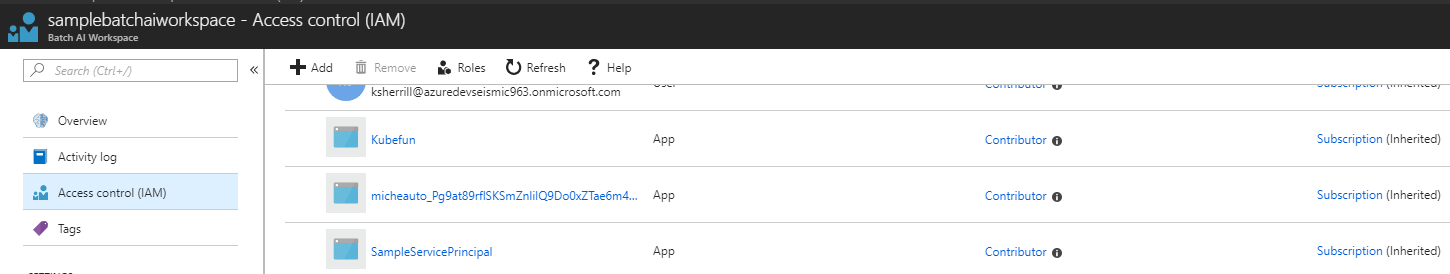 samplebatchaiworkspace - Access control (IAM)
Batch AI Workspace
Search (Ctrl+/)
«
Add
Remove
Roles
Refresh
Help
Overview
Activity log
Access control (IAM)
Tags
ksherrill@azuredevseismic963.onmicrosoft.com User Contributor Subscription (Inherited)
Kubefun App Contributor Subscription (Inherited)
App Contributor Subscription (Inherited)
SampleServicePrincipal App Contributor Subscription (Inherited)
SETTINGS